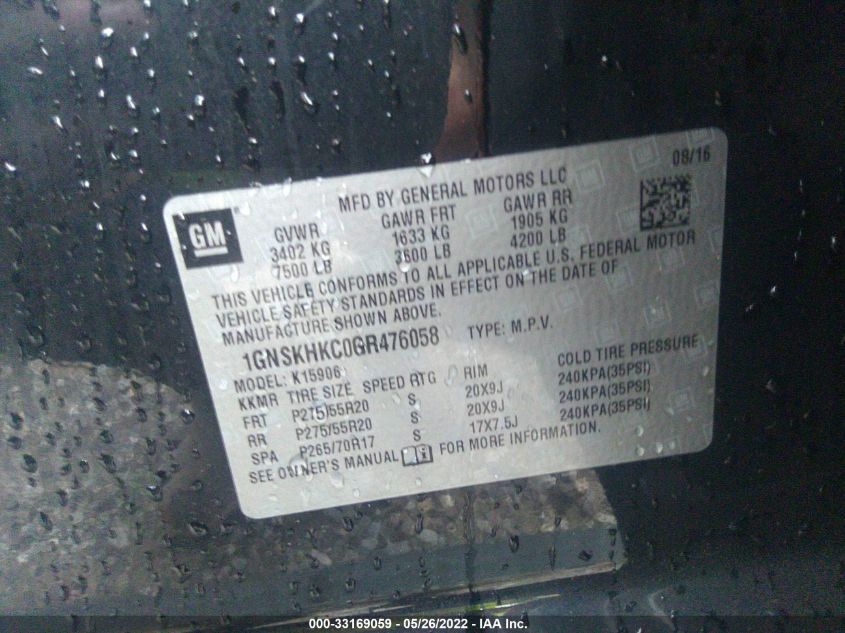 08/16
MFD BY GENERAL MOTORS LLC
GM
GVWR GAWR FRT GAWR RR
3402 KG 1633 KG 1905 KG
7500 LB 3600 LB 4200 LB
THIS VEHICLE CONFORMS TO ALL APPLICABLE U.S. FEDERAL MOTOR
VEHICLE SAFETY STANDARDS IN EFFECT ON THE DATE OF
MANUFACTURE SHOWN ABOVE.
1GNSKHKC0GR476058 TYPE: M.P.V.
MODEL: K15906
KKMR TIRE SIZE SPEED RTG RIM COLD TIRE PRESSURE
FRT P275/55R20 S 20X9J 240KPA(35PSI)
RR P275/55R20 S 20X9J 240KPA(35PSI)
SPA P265/70R17 S 17X7.5J 240KPA(35PSI)
SEE OWNER'S MANUAL FOR MORE INFORMATION.
000-33169059 - 05/26/2022 - IAA Inc.